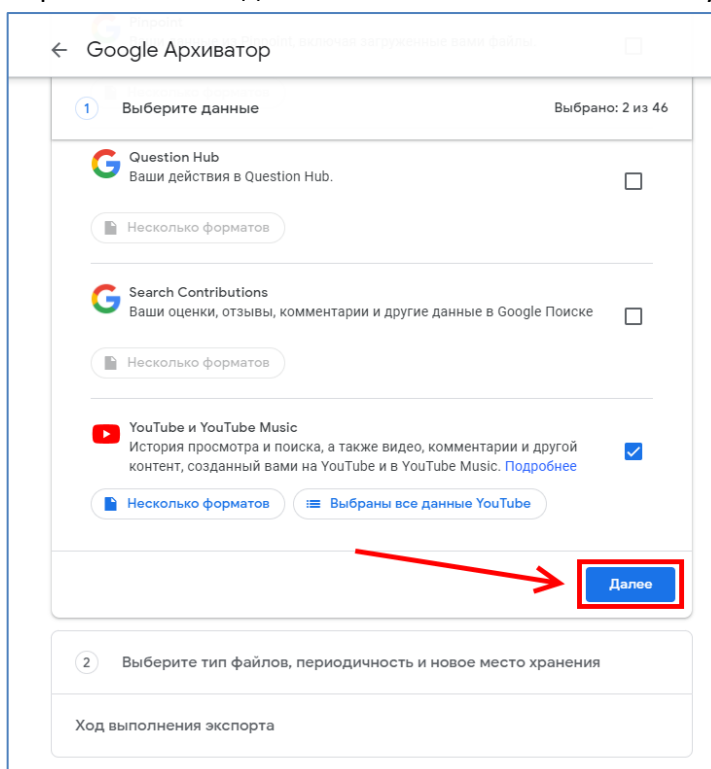 ← Google Архиватор
1 Выберите данные
Выбрано: 2 из 46
Question Hub
Ваши действия в Question Hub.
Несколько форматов
Search Contributions
Ваши оценки, отзывы, комментарии и другие данные в Google Поиске
Несколько форматов
YouTube и YouTube Music
История просмотра и поиска, а также видео, комментарии и другой
контент, созданный вами на YouTube и в YouTube Music. Подробнее
Несколько форматов
Выбраны все данные YouTube
Далее
2 Выберите тип файлов, периодичность и новое место хранения
Ход выполнения экспорта